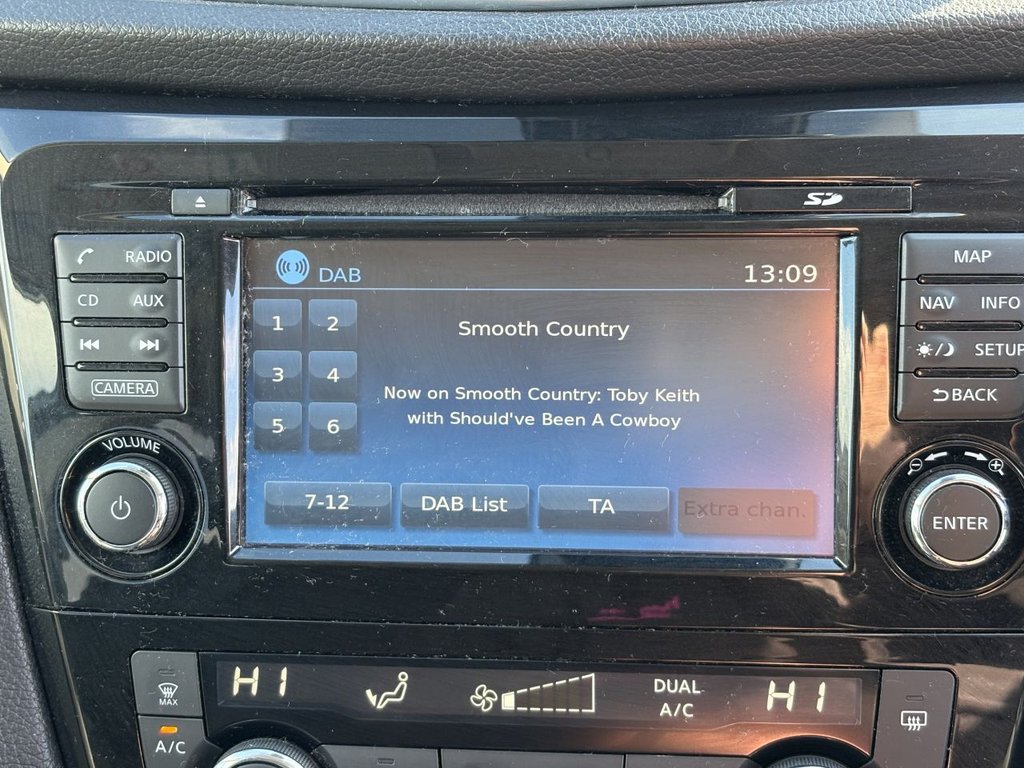 SD
RADIO
CD AUX
CAMERA
VOLUME
DAB 13:09
1 2
3 4
5 6
Smooth Country
Now on Smooth Country: Toby Keith
with Should've Been A Cowboy
7-12 DAB List TA Extra chan.
MAP
NAV INFO
SETUP
BACK
ENTER
MAX
A/C
HI
DUAL
A/C
HI